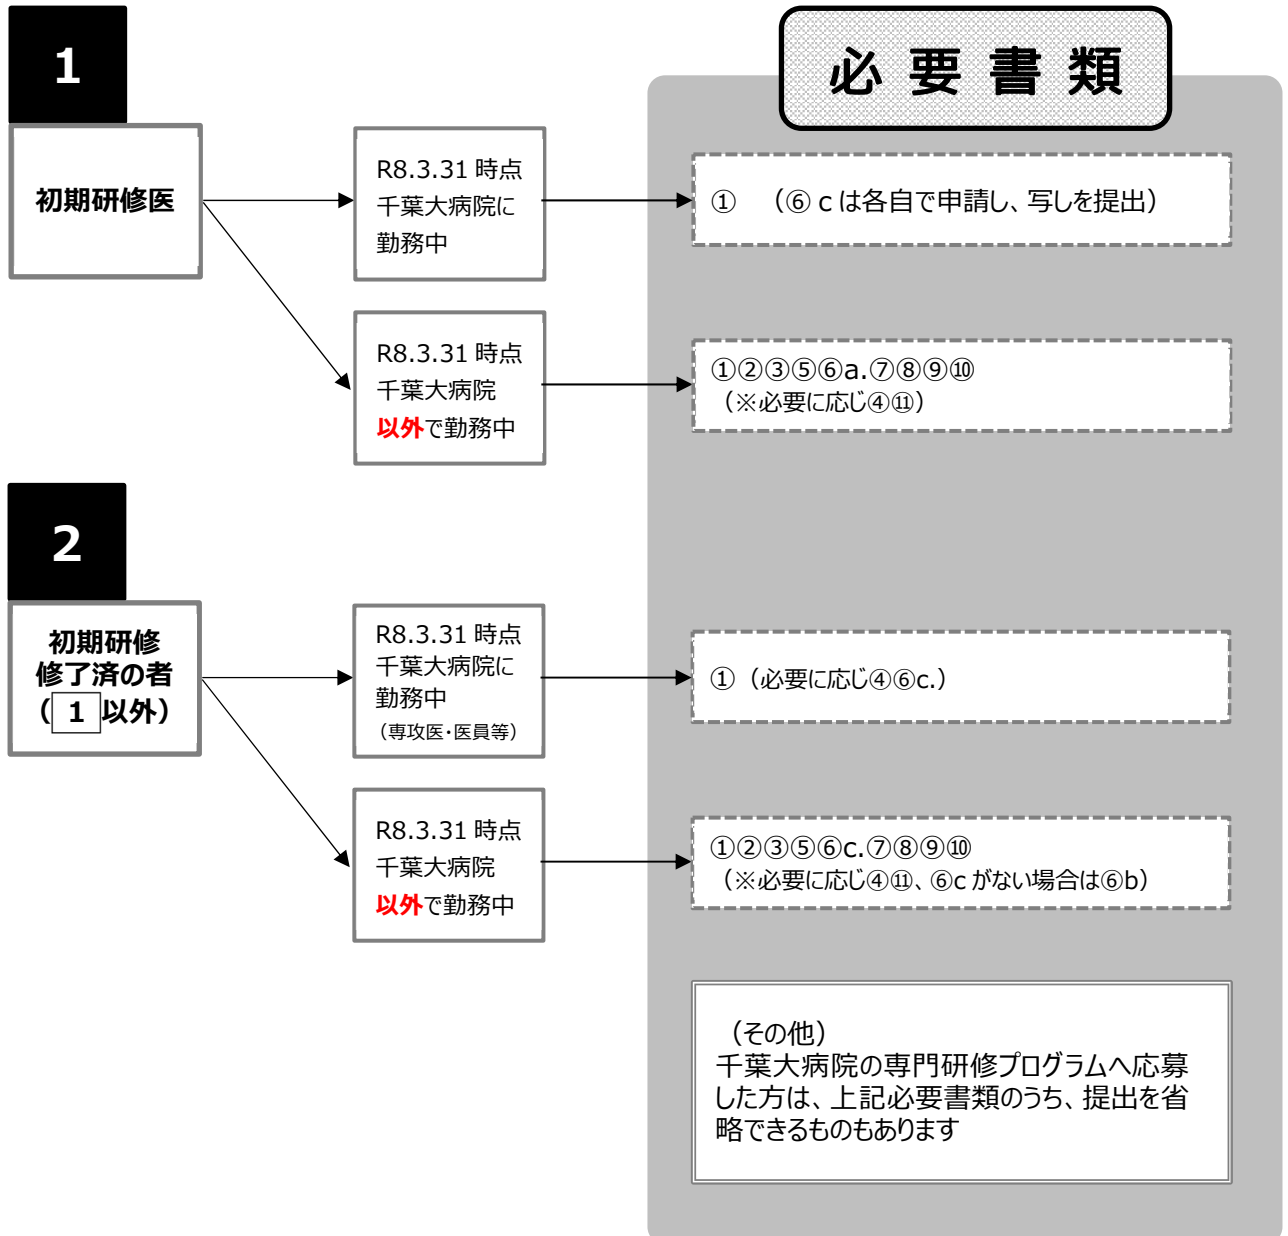 必要書類
1
初期研修医
R8.3.31 時点
千葉大病院に
勤務中
① （⑥ c は各自で申請し、写しを提出）
R8.3.31 時点
千葉大病院
以外で勤務中
①②③⑤⑥a.⑦⑧⑨⑩
（※必要に応じ④⑪）
2
初期研修
修了済の者
（ 1 以外）
R8.3.31 時点
千葉大病院に
勤務中
（専攻医・医員等）
①（必要に応じ④⑥c.）
R8.3.31 時点
千葉大病院
以外で勤務中
①②③⑤⑥c.⑦⑧⑨⑩
（※必要に応じ④⑪、⑥c がない場合は⑥b）
（その他）
千葉大病院の専門研修プログラムへ応募
した方は、上記必要書類のうち、提出を省
略できるものもあります